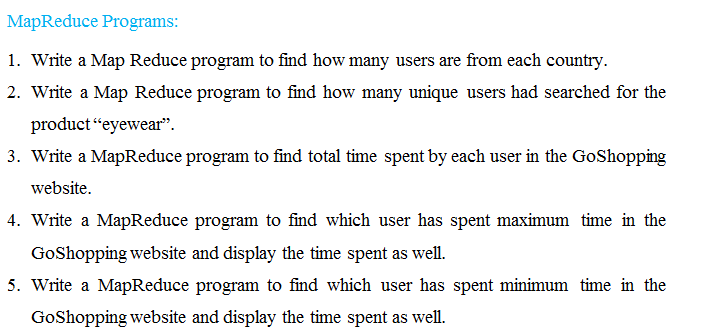 MapReduce Programs:
1. Write a Map Reduce program to find how many users are from each country.
2. Write a Map Reduce program to find how many unique users had searched for the
product “eyewear”.
3. Write a MapReduce program to find total time spent by each user in the GoShopping
website.
4. Write a MapReduce program to find which user has spent maximum time in the
GoShopping website and display the time spent as well.
5. Write a MapReduce program to find which user has spent minimum time in the
GoShopping website and display the time spent as well.